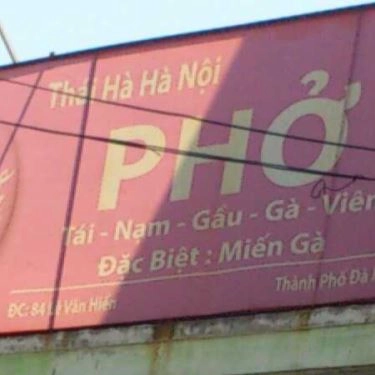 Thái Hà Hà Nội
PHỞ
Tái - Nạm - Gầu - Gà - Viên
Đặc Biệt : Miến Gà
Thành Phố Đà
ĐC: 84 Lê Văn Hiến